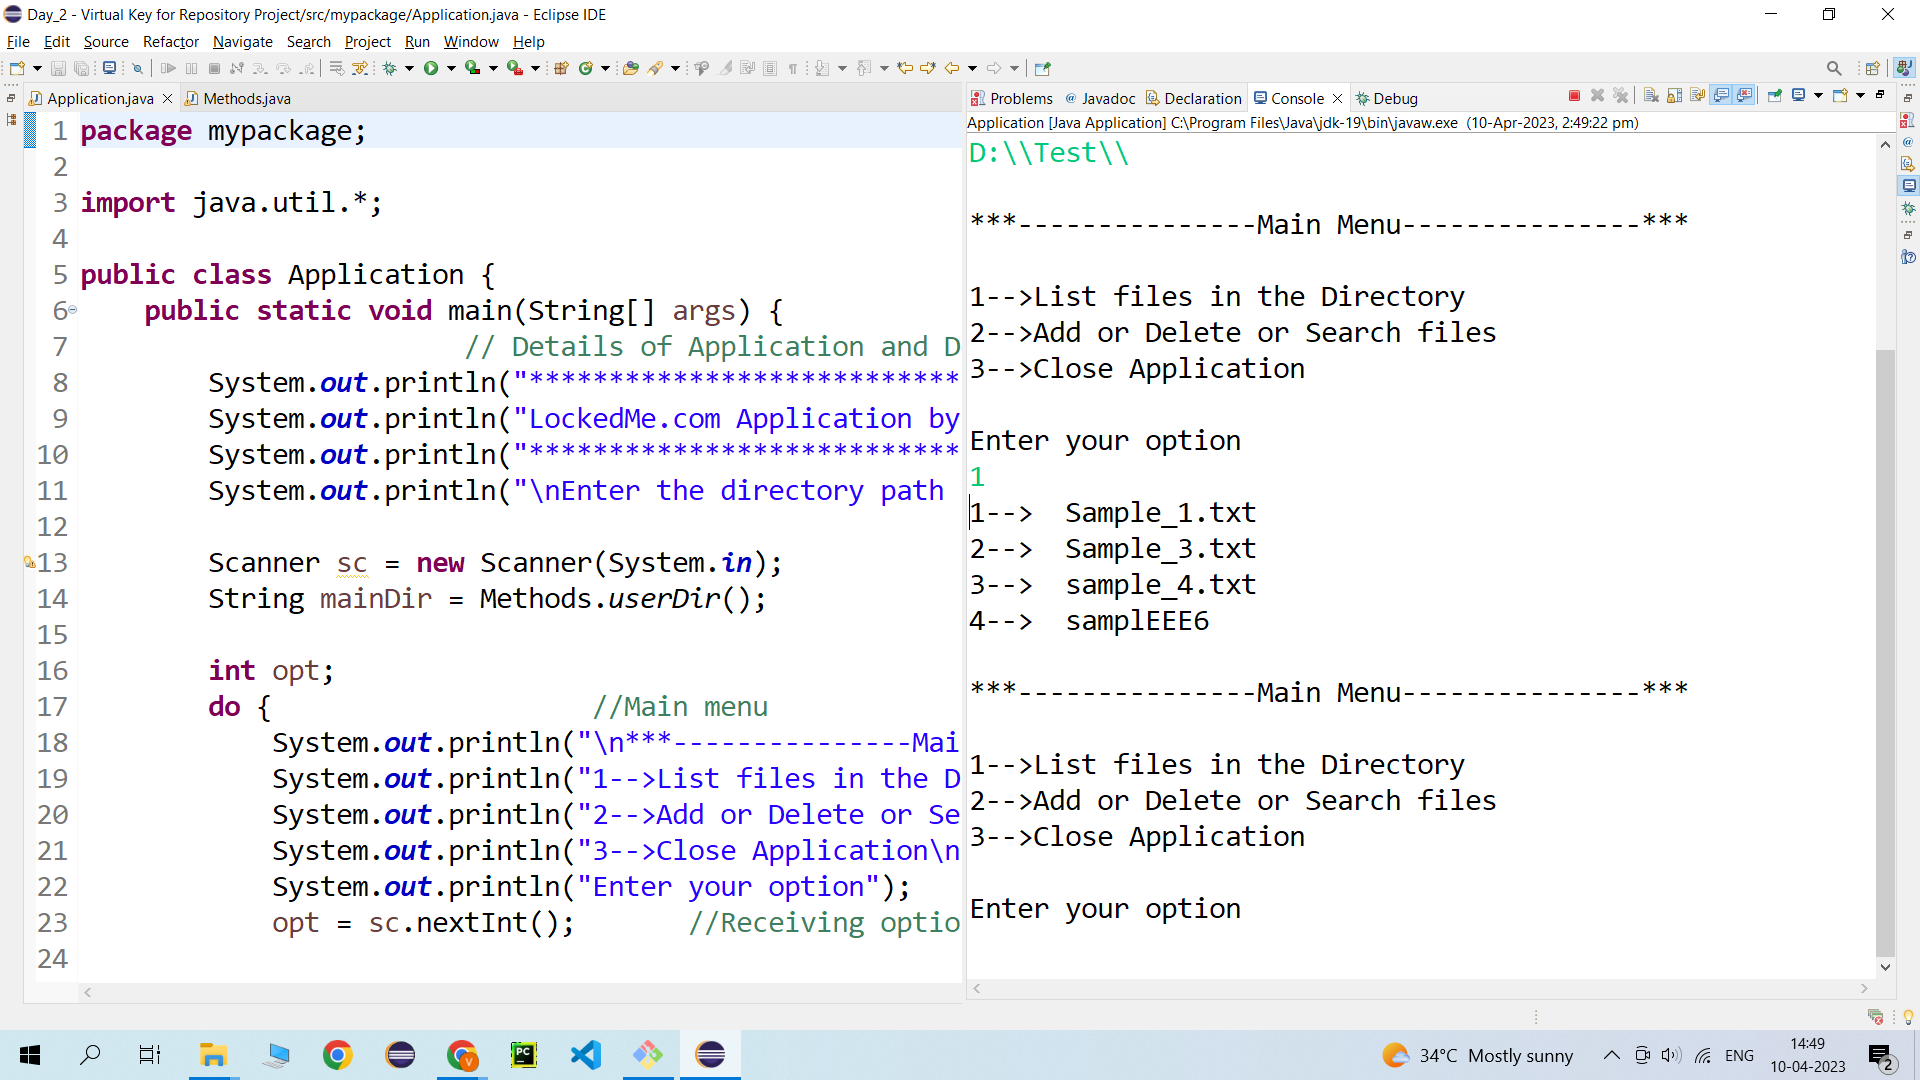 Day_2 - Virtual Key for Repository Project/src/mypackage/Application.java - Eclipse IDE
File Edit Source Refactor Navigate Search Project Run Window Help
Application.java Methods.java
1 package mypackage;
2
3 import java.util.*;
4
5 public class Application {
6 public static void main(String[] args) {
7 // Details of Application and D
8 System.out.println("***************************
9 System.out.println("LockedMe.com Application by
10 System.out.println("***************************
11 System.out.println("\nEnter the directory path
12
13 Scanner sc = new Scanner(System.in);
14 String mainDir = Methods.userDir();
15
16 int opt;
17 do { //Main menu
18 System.out.println("\n***---------------Mai
19 System.out.println("1-->List files in the D
20 System.out.println("2-->Add or Delete or Se
21 System.out.println("3-->Close Application\n
22 System.out.println("Enter your option");
23 opt = sc.nextInt(); //Receiving optio
24
Problems Javadoc Declaration Console Debug
Application [Java Application] C:\Program Files\Java\jdk-19\bin\javaw.exe (10-Apr-2023, 2:49:22 pm)
D:\\Test\\
***---------------Main Menu---------------***
1-->List files in the Directory
2-->Add or Delete or Search files
3-->Close Application
Enter your option
1
1--> Sample_1.txt
2--> Sample_3.txt
3--> sample_4.txt
4--> samplEEE6
***---------------Main Menu---------------***
1-->List files in the Directory
2-->Add or Delete or Search files
3-->Close Application
Enter your option
PC
V
34°C Mostly sunny
ENG
14:49
10-04-2023
2